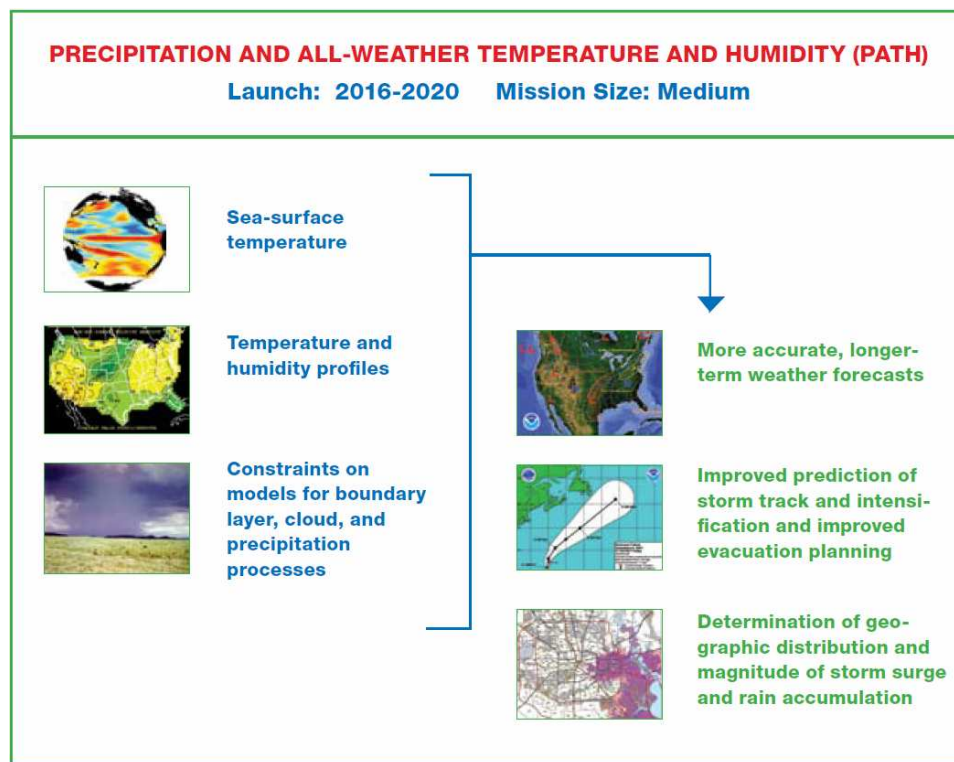 PRECIPITATION AND ALL-WEATHER TEMPERATURE AND HUMIDITY (PATH)
Launch: 2016-2020 Mission Size: Medium
Sea-surface
temperature
Temperature and
humidity profiles
Constraints on
models for boundary
layer, cloud, and
precipitation
processes
More accurate, longer-
term weather forecasts
Improved prediction of
storm track and intensi-
fication and improved
evacuation planning
Determination of geo-
graphic distribution and
magnitude of storm surge
and rain accumulation